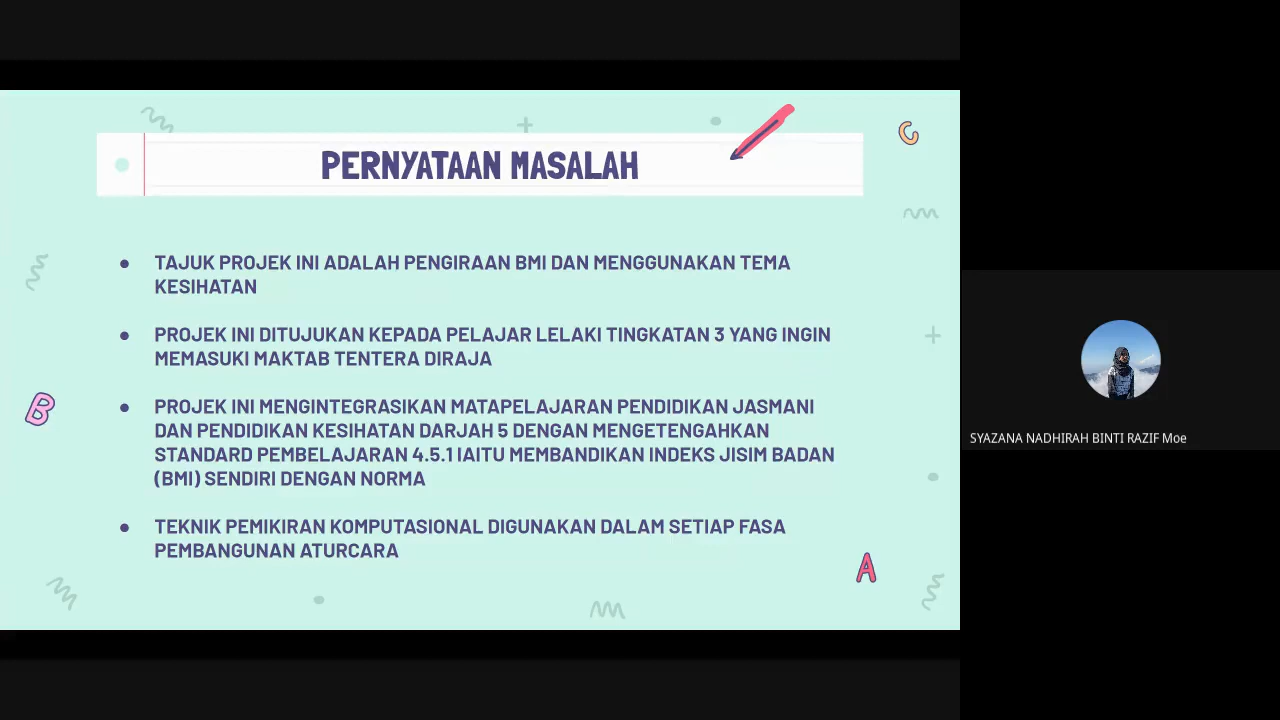 PERNYATAAN MASALAH
C
● TAJUK PROJEK INI ADALAH PENGIRAAN BMI DAN MENGGUNAKAN TEMA
KESIHATAN
● PROJEK INI DITUJUKAN KEPADA PELAJAR LELAKI TINGKATAN 3 YANG INGIN
MEMASUKI MAKTAB TENTERA DIRAJA
● PROJEK INI MENGINTEGRASIKAN MATAPELAJARAN PENDIDIKAN JASMANI
DAN PENDIDIKAN KESIHATAN DARJAH 5 DENGAN MENGETENGAHKAN
STANDARD PEMBELAJARAN 4.5.1 IAITU MEMBANDIKAN INDEKS JISIM BADAN
(BMI) SENDIRI DENGAN NORMA
● TEKNIK PEMIKIRAN KOMPUTASIONAL DIGUNAKAN DALAM SETIAP FASA
PEMBANGUNAN ATURCARA
B
A
SYAZANA NADHIRAH BINTI RAZIF Moe